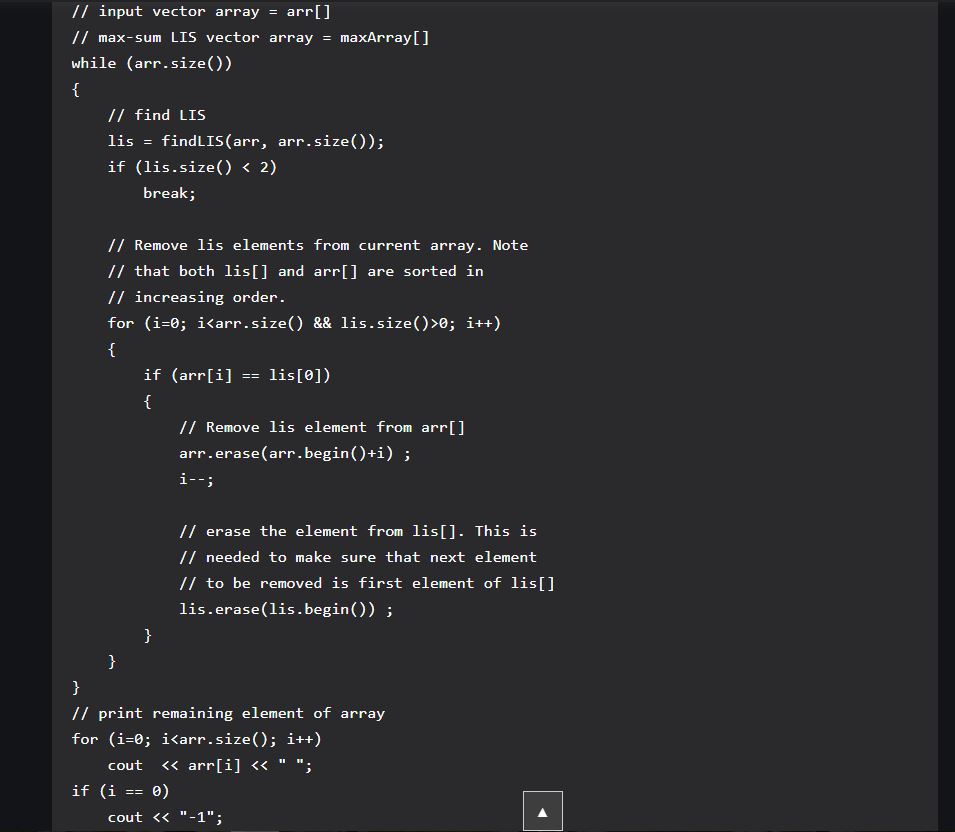 // input vector array = arr[]
// max-sum LIS vector array = maxArray[]
while (arr.size())
{
    // find LIS
    lis = findLIS(arr, arr.size());
    if (lis.size() < 2)
        break;

    // Remove lis elements from current array. Note
    // that both lis[] and arr[] are sorted in
    // increasing order.
    for (i=0; i<arr.size() && lis.size()>0; i++)
    {
        if (arr[i] == lis[0])
        {
            // Remove lis element from arr[]
            arr.erase(arr.begin()+i) ;
            i--;

            // erase the element from lis[]. This is
            // needed to make sure that next element
            // to be removed is first element of lis[]
            lis.erase(lis.begin()) ;
        }
    }
}
// print remaining element of array
for (i=0; i<arr.size(); i++)
    cout  << arr[i] << " ";
if (i == 0)
    cout << "-1";